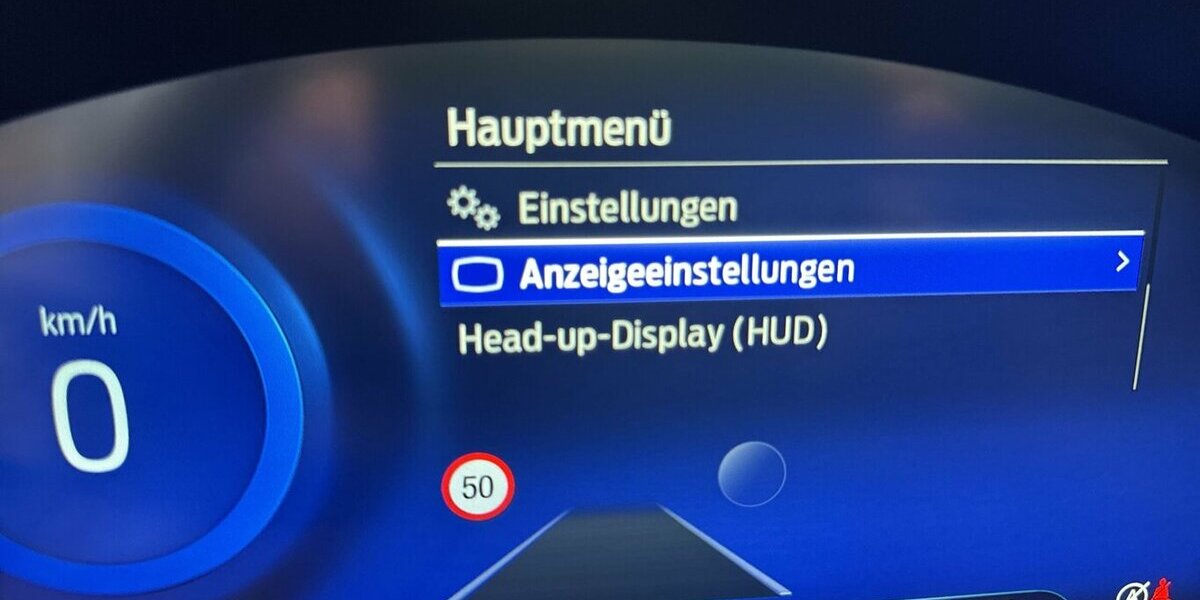 Hauptmenü
Einstellungen
Anzeigeeinstellungen
Head-up-Display (HUD)
km/h
0
50